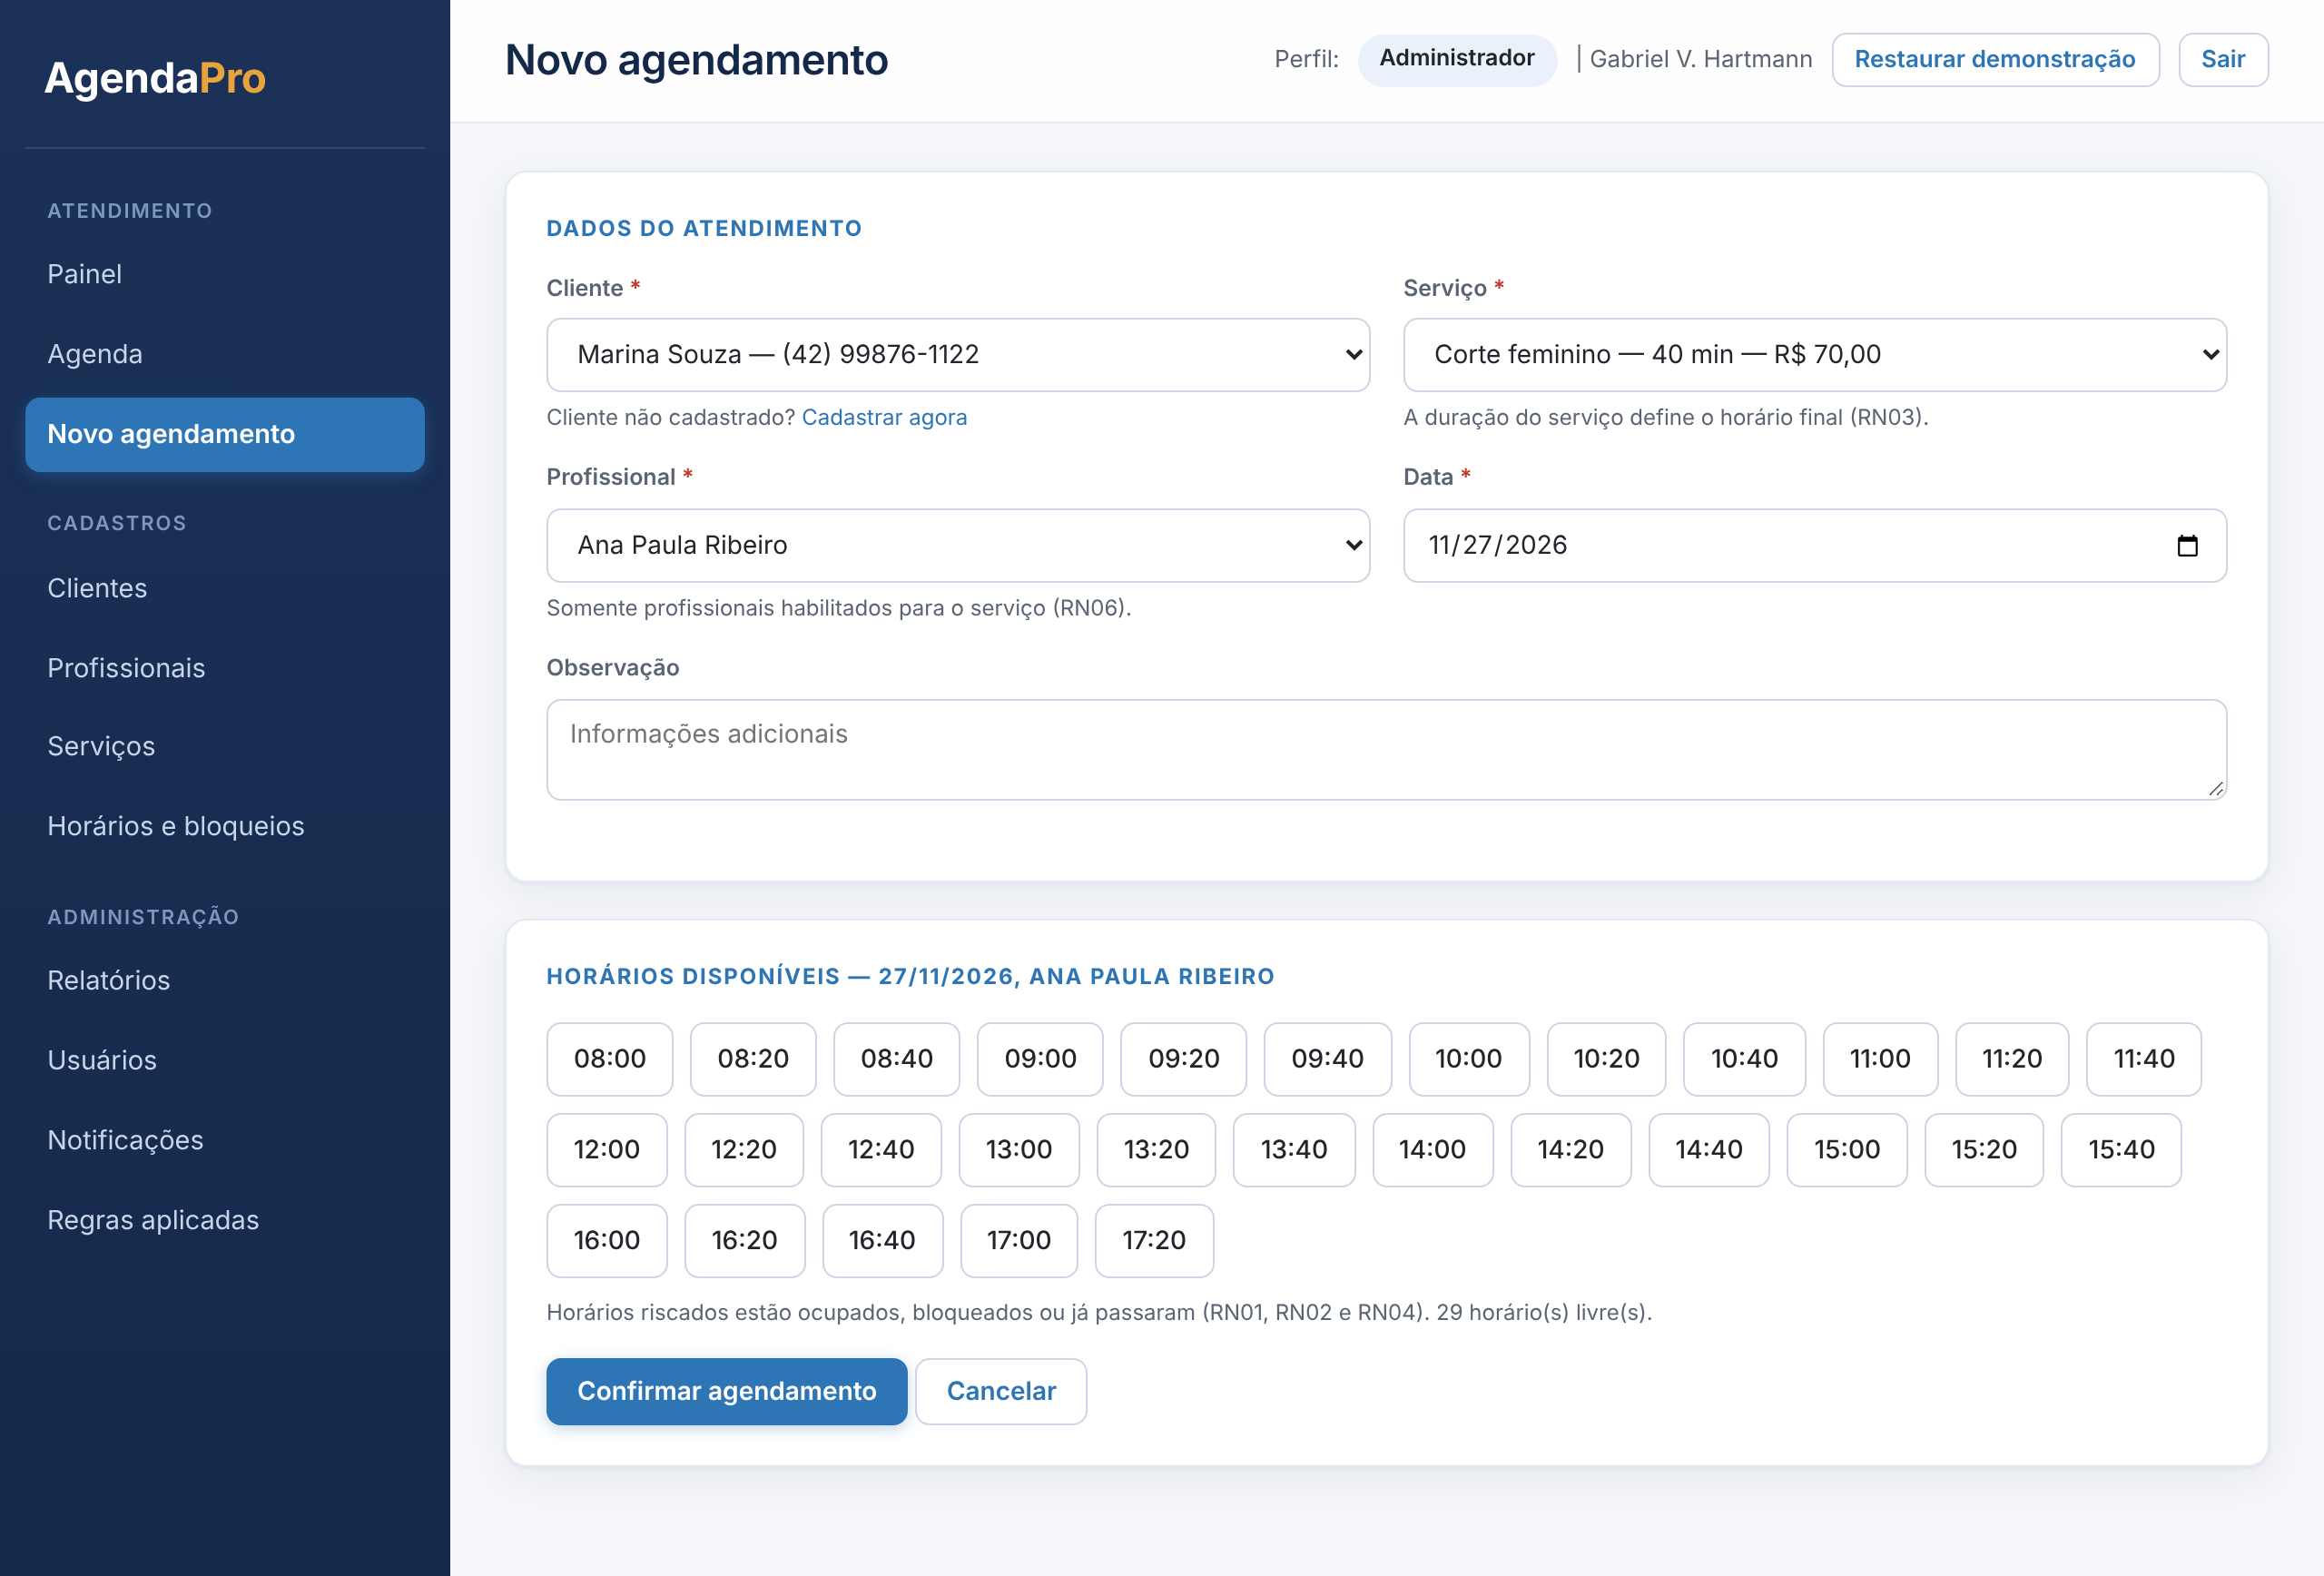 AgendaPro
ATENDIMENTO
Painel
Agenda
Novo agendamento
CADASTROS
Clientes
Profissionais
Serviços
Horários e bloqueios
ADMINISTRAÇÃO
Relatórios
Usuários
Notificações
Regras aplicadas
Novo agendamento
Perfil: Administrador | Gabriel V. Hartmann Restaurar demonstração Sair
DADOS DO ATENDIMENTO
Cliente *
Marina Souza — (42) 99876-1122
Cliente não cadastrado? Cadastrar agora
Serviço *
Corte feminino — 40 min — R$ 70,00
A duração do serviço define o horário final (RN03).
Profissional *
Ana Paula Ribeiro
Somente profissionais habilitados para o serviço (RN06).
Data *
11/27/2026
Observação
Informações adicionais
HORÁRIOS DISPONÍVEIS — 27/11/2026, ANA PAULA RIBEIRO
08:00 08:20 08:40 09:00 09:20 09:40 10:00 10:20 10:40 11:00 11:20 11:40
12:00 12:20 12:40 13:00 13:20 13:40 14:00 14:20 14:40 15:00 15:20 15:40
16:00 16:20 16:40 17:00 17:20
Horários riscados estão ocupados, bloqueados ou já passaram (RN01, RN02 e RN04). 29 horário(s) livre(s).
Confirmar agendamento Cancelar